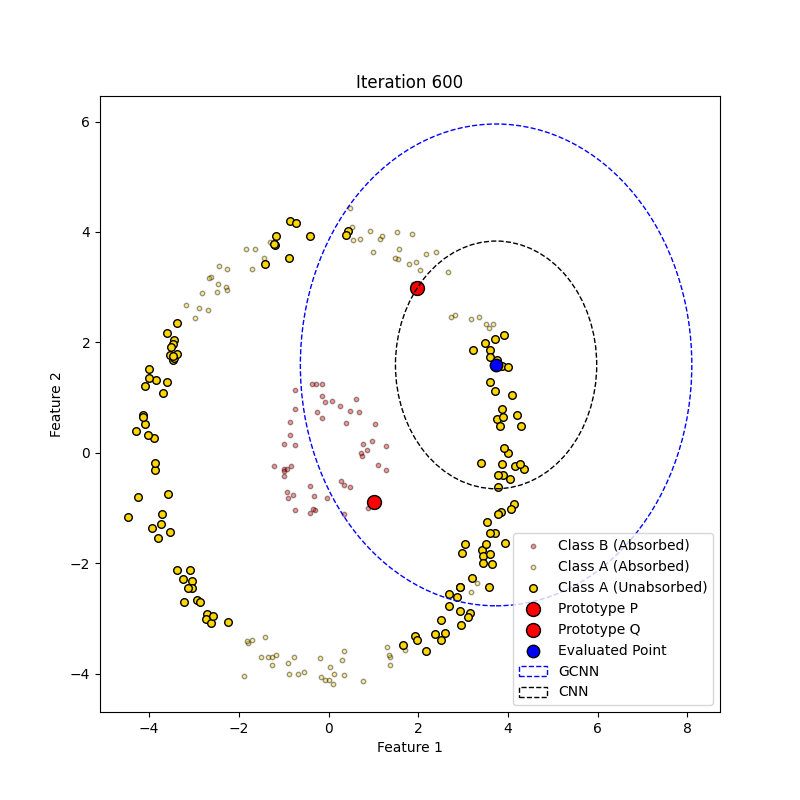 Iteration 600
6
4
2
0
−2
−4
Feature 2
Class B (Absorbed)
Class A (Absorbed)
Class A (Unabsorbed)
Prototype P
Prototype Q
Evaluated Point
GCNN
CNN
−4 −2 0 2 4 6 8
Feature 1